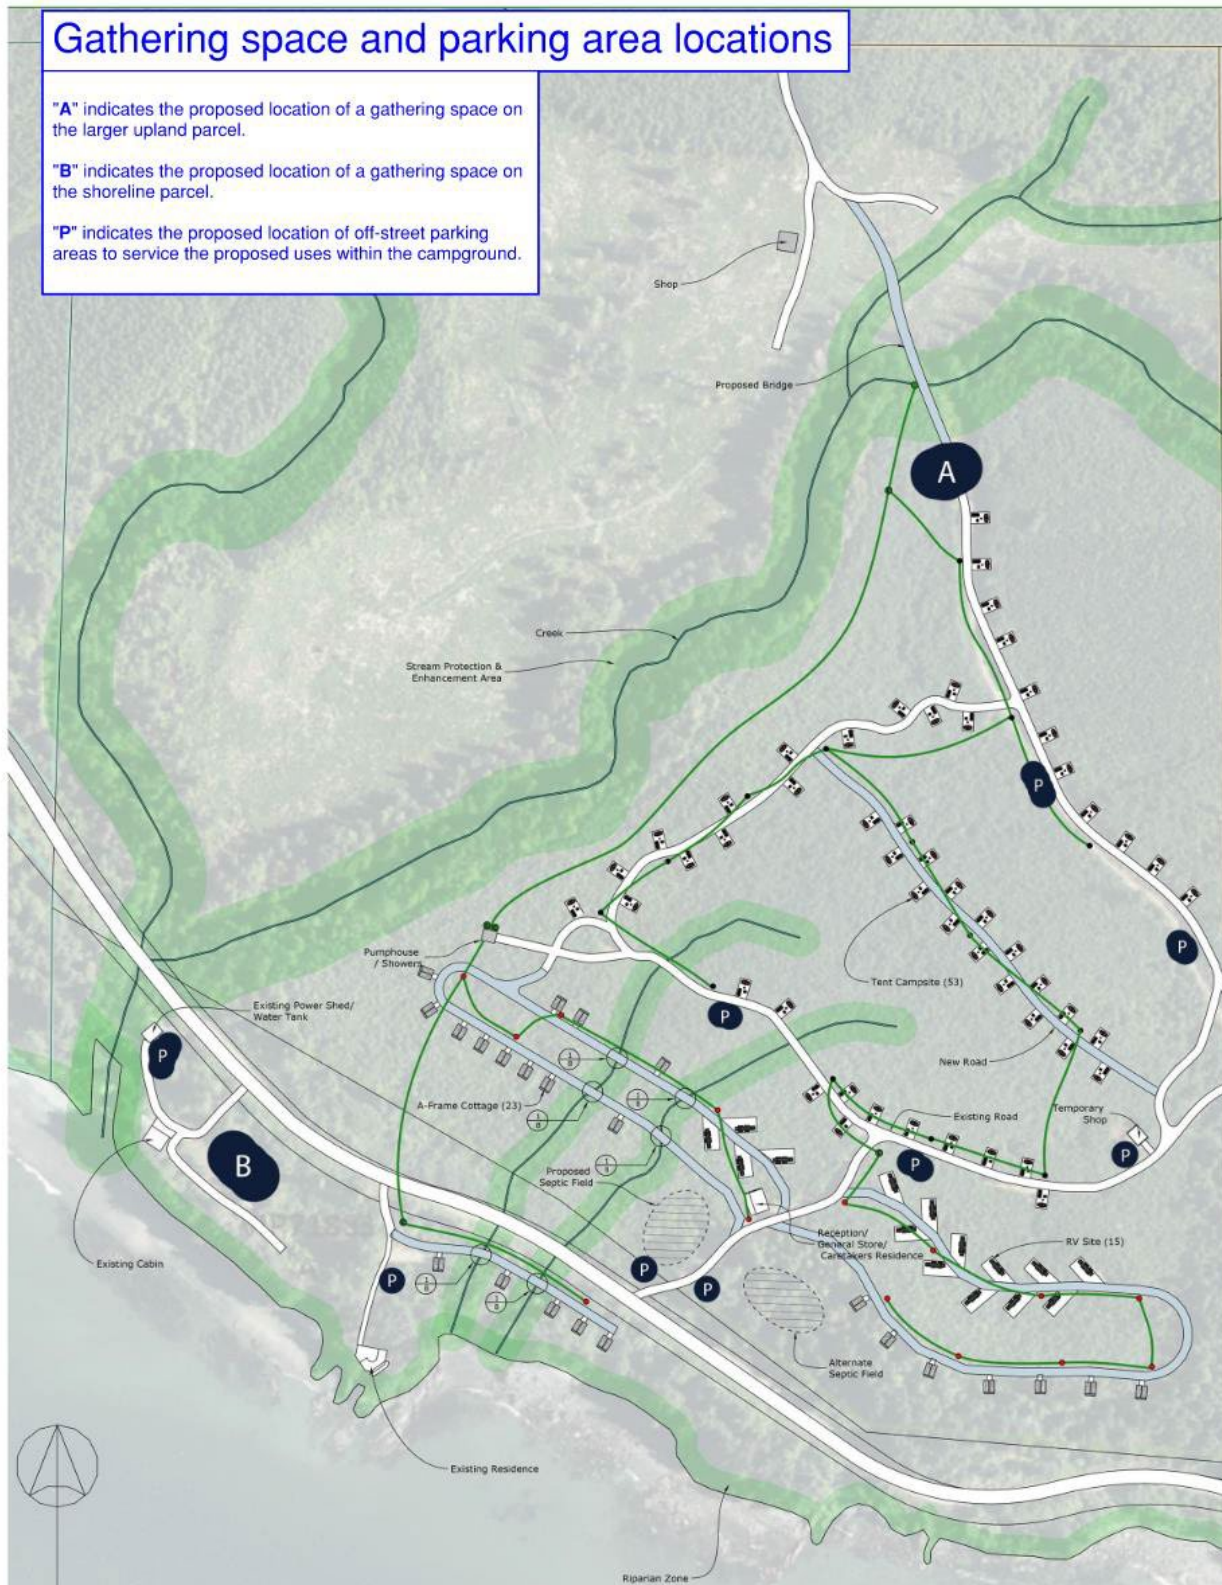 Gathering space and parking area locations
"A" indicates the proposed location of a gathering space on
the larger upland parcel.
"B" indicates the proposed location of a gathering space on
the shoreline parcel.
"P" indicates the proposed location of off-street parking
areas to service the proposed uses within the campground.
Shop
Proposed Bridge
A
Creek
Stream Protection &
Enhancement Area
P
P
Pumphouse
/ Showers
Tent Campsite (53)
Existing Power Shed/
Water Tank
P
P
New Road
A-Frame Cottage (23)
Existing Road
Temporary
Shop
P
P
B
Proposed
Septic Field
Reception/
General Store/
Caretakers Residence
RV Site (15)
Existing Cabin
P
P
P
Alternate
Septic Field
Existing Residence
Riparian Zone